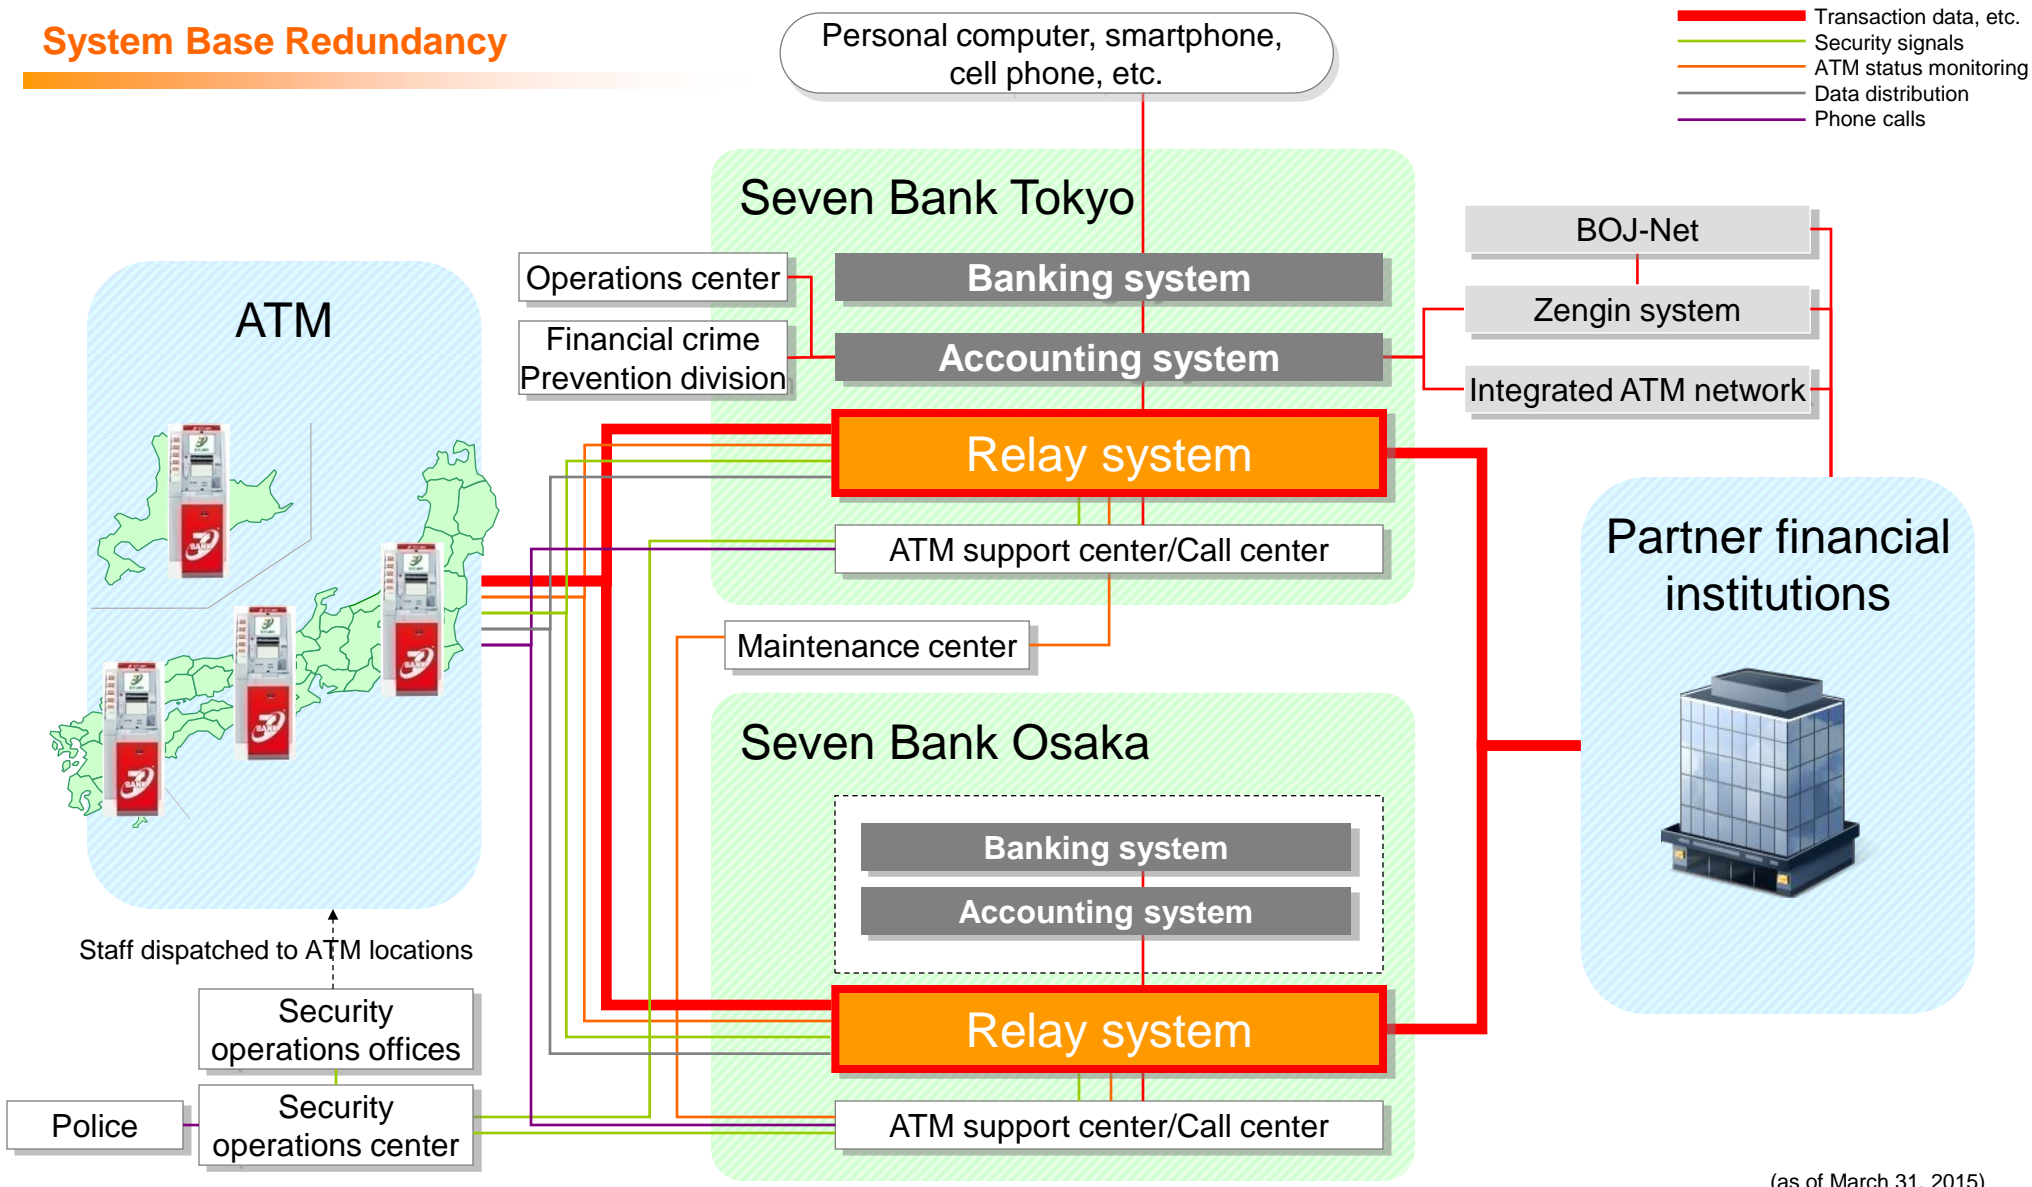 System Base Redundancy
Personal computer, smartphone,
cell phone, etc.
Transaction data, etc.
Security signals
ATM status monitoring
Data distribution
Phone calls
Seven Bank Tokyo
Operations center
Banking system
Financial crime
Prevention division
Accounting system
Relay system
ATM support center/Call center
BOJ-Net
Zengin system
Integrated ATM network
ATM
BANK
BANK
BANK
BANK
Partner financial
institutions
Maintenance center
Seven Bank Osaka
Banking system
Accounting system
Relay system
ATM support center/Call center
Staff dispatched to ATM locations
Security
operations offices
Police
Security
operations center
(as of March 31, 2015)